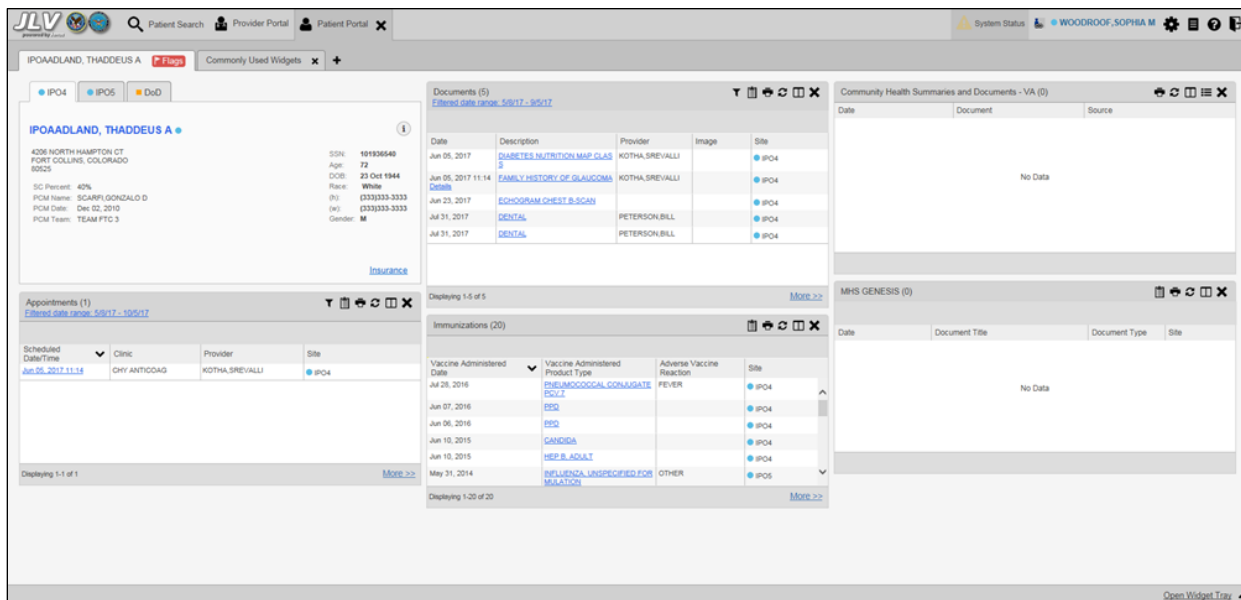 JLV
powered by
Patient Search
Provider Portal
Patient Portal
System Status
WOODROOF,SOPHIA M
IPOAADLAND, THADDEUS A
Flags
Commonly Used Widgets
IPO4
IPO5
DoD
IPOAADLAND, THADDEUS A
4206 NORTH HAMPTON CT
FORT COLLINS, COLORADO
80525
SC Percent: 40%
PCM Name: SCARFI,GONZALO D
PCM Date: Dec 02, 2010
PCM Team: TEAM FTC 3
SSN: 101936540
Age: 72
DOB: 23 Oct 1944
Race: White
(h): (333)333-3333
(w): (333)333-3333
Gender: M
Insurance
Appointments (1)
Filtered date range: 5/8/17 - 10/5/17
Scheduled Date/Time Clinic Provider Site
Jun 05, 2017 11:14 CHY ANTICOAG KOTHA,SREVALLI IPO4
Displaying 1-1 of 1 More >>
Documents (5)
Filtered date range: 5/8/17 - 9/5/17
Date Description Provider Image Site
Jun 05, 2017 DIABETES NUTRITION MAP CLAS KOTHA,SREVALLI IPO4
S
Jun 05, 2017 11:14 FAMILY HISTORY OF GLAUCOMA KOTHA,SREVALLI IPO4
Details
Jun 23, 2017 ECHOGRAM CHEST B-SCAN IPO4
Jul 31, 2017 DENTAL PETERSON,BILL IPO4
Jul 31, 2017 DENTAL PETERSON,BILL IPO4
Displaying 1-5 of 5 More >>
Immunizations (20)
Vaccine Administered Date Vaccine Administered Product Type Adverse Vaccine Reaction Site
Jul 28, 2016 PNEUMOCOCCAL CONJUGATE FEVER IPO4
PCV 7
Jun 07, 2016 PPD IPO4
Jun 06, 2016 PPD IPO4
Jun 10, 2015 CANDIDA IPO4
Jun 10, 2015 HEP B, ADULT IPO4
May 31, 2014 INFLUENZA, UNSPECIFIED FOR OTHER IPO5
MULATION
Displaying 1-20 of 20 More >>
Community Health Summaries and Documents - VA (0)
Date Document Source
No Data
MHS GENESIS (0)
Date Document Title Document Type Site
No Data
Open Widget Tray